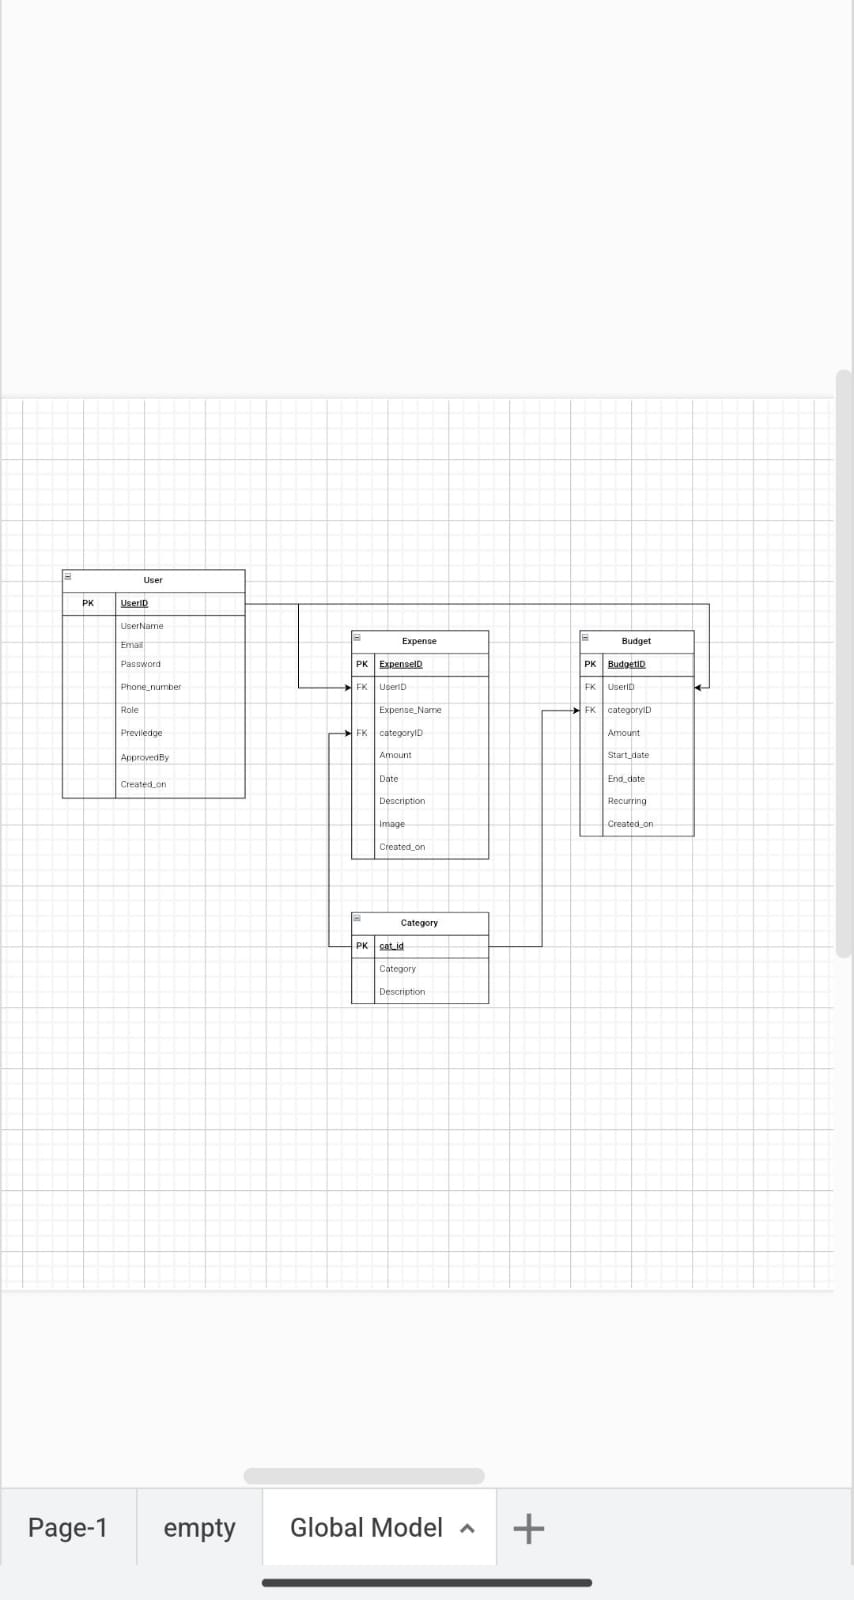 User
PK UserID
UserName
Email
Password
Phone_number
Role
Previledge
ApprovedBy
Created_on
Expense
PK ExpenseID
FK UserID
Expense_Name
FK categoryID
Amount
Date
Description
Image
Created_on
Budget
PK BudgetID
FK UserID
FK categoryID
Amount
Start_date
End_date
Recurring
Created_on
Category
PK cat_id
Category
Description
Page-1
empty
Global Model